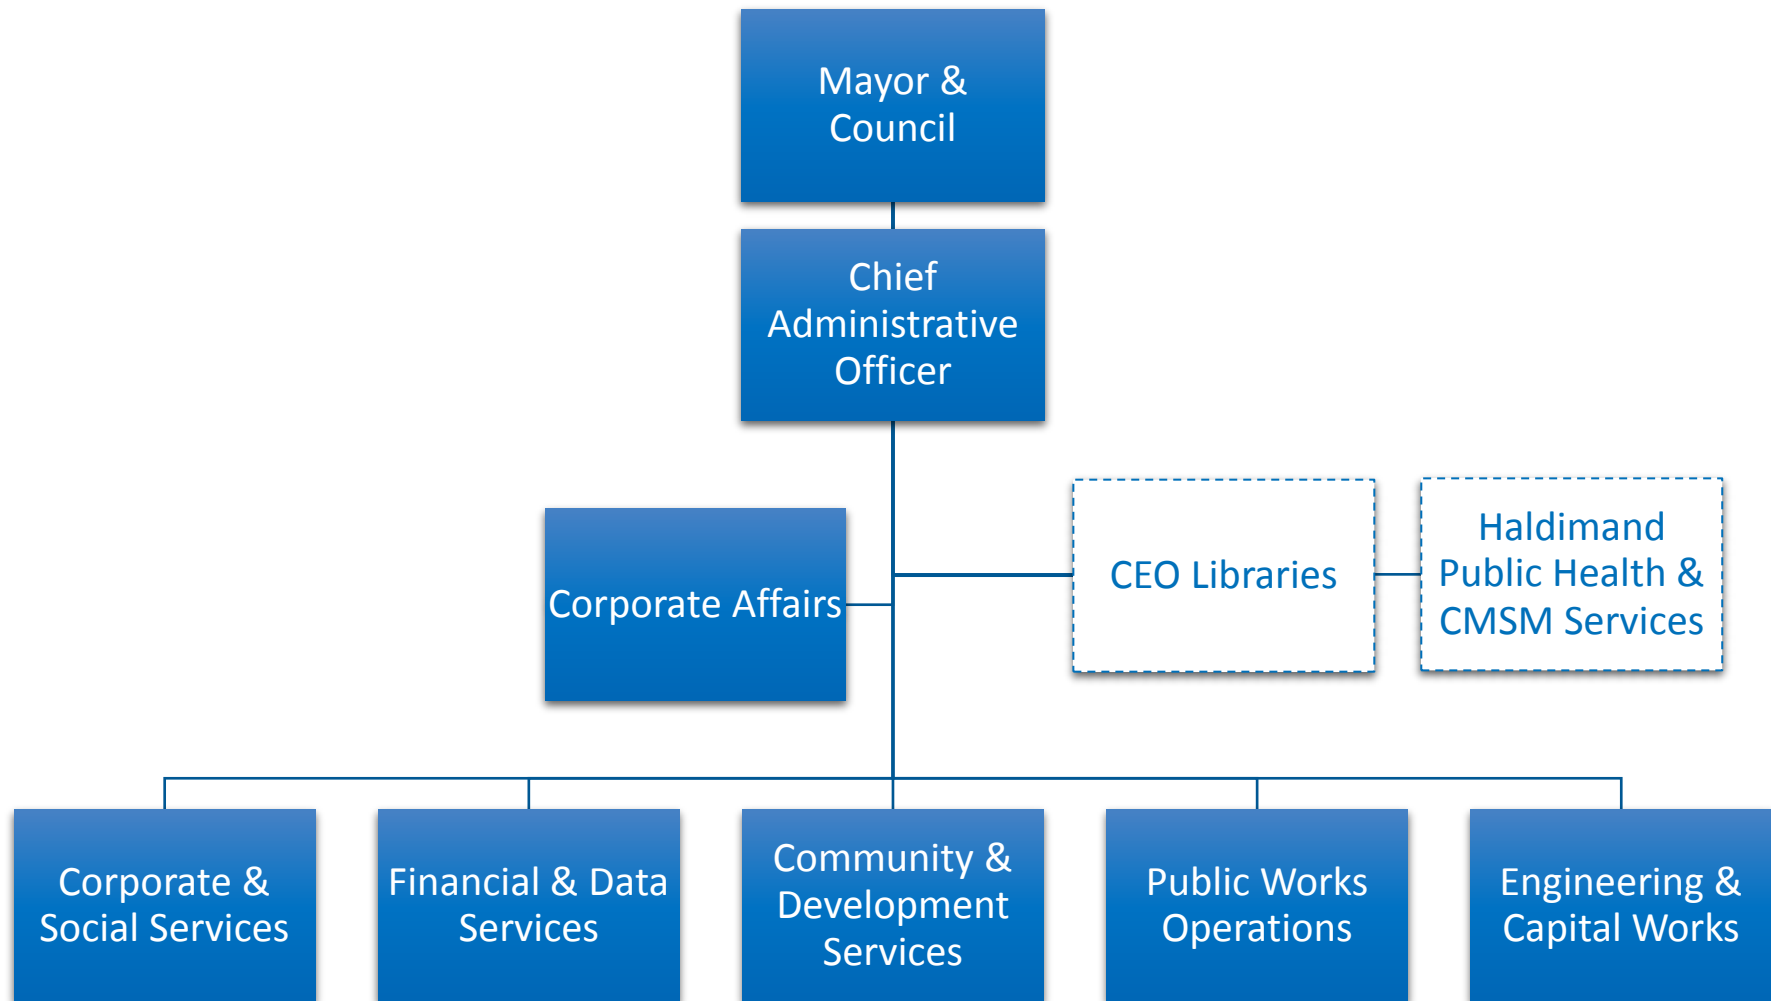 Mayor &
Council
Chief
Administrative
Officer
Corporate Affairs
CEO Libraries
Haldimand
Public Health &
CMSM Services
Corporate &
Social Services
Financial & Data
Services
Community &
Development
Services
Public Works
Operations
Engineering &
Capital Works